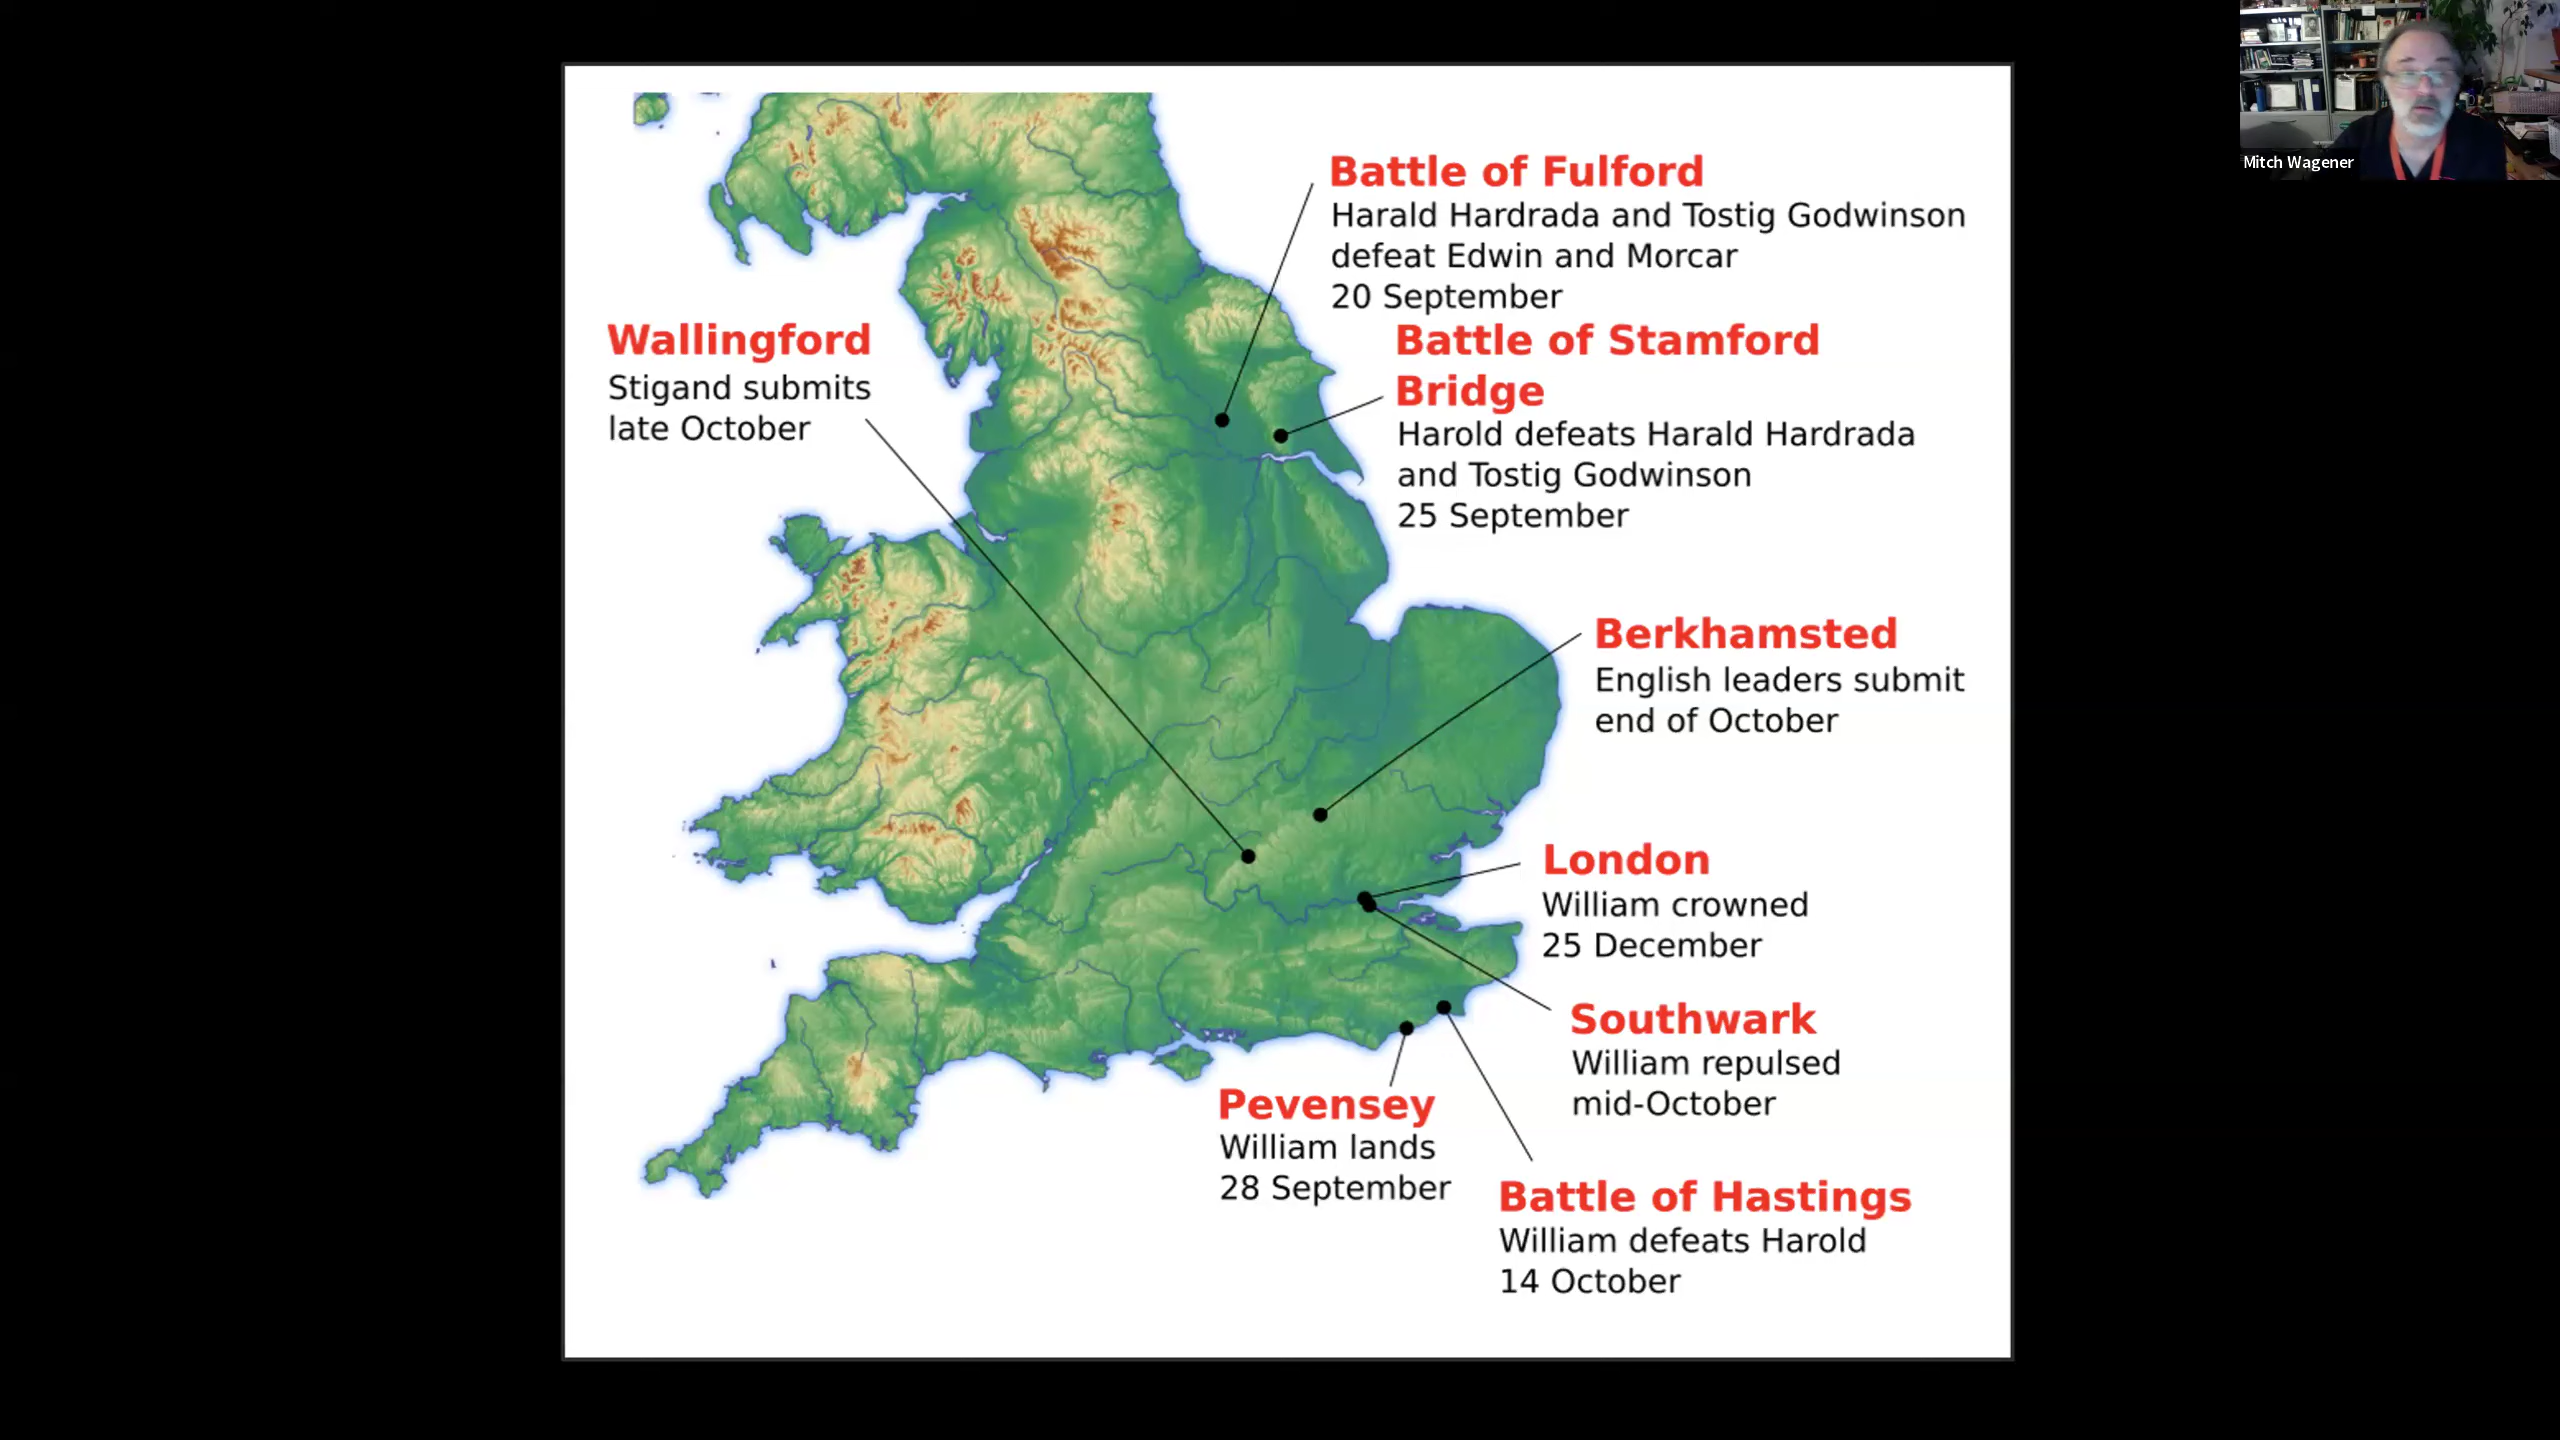 Mitch Wagener
Battle of Fulford
Harald Hardrada and Tostig Godwinson
defeat Edwin and Morcar
20 September
Wallingford
Stigand submits
late October
Battle of Stamford
Bridge
Harold defeats Harald Hardrada
and Tostig Godwinson
25 September
Berkhamsted
English leaders submit
end of October
London
William crowned
25 December
Southwark
William repulsed
mid-October
Pevensey
William lands
28 September
Battle of Hastings
William defeats Harold
14 October